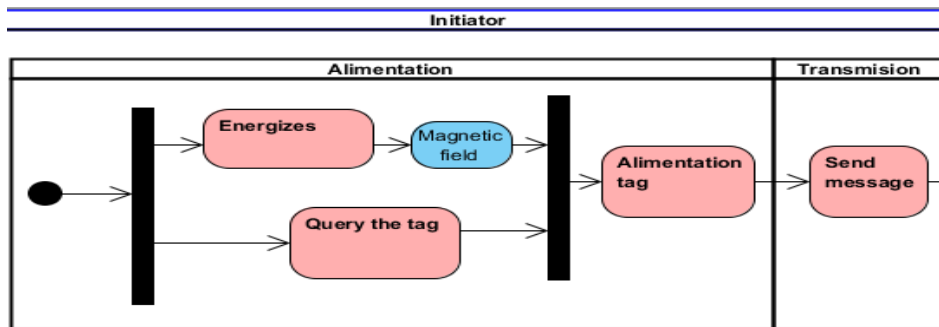 Initiator
Alimentation
Transmision
Energizes
Magnetic
field
Query the tag
Alimentation
tag
Send
message